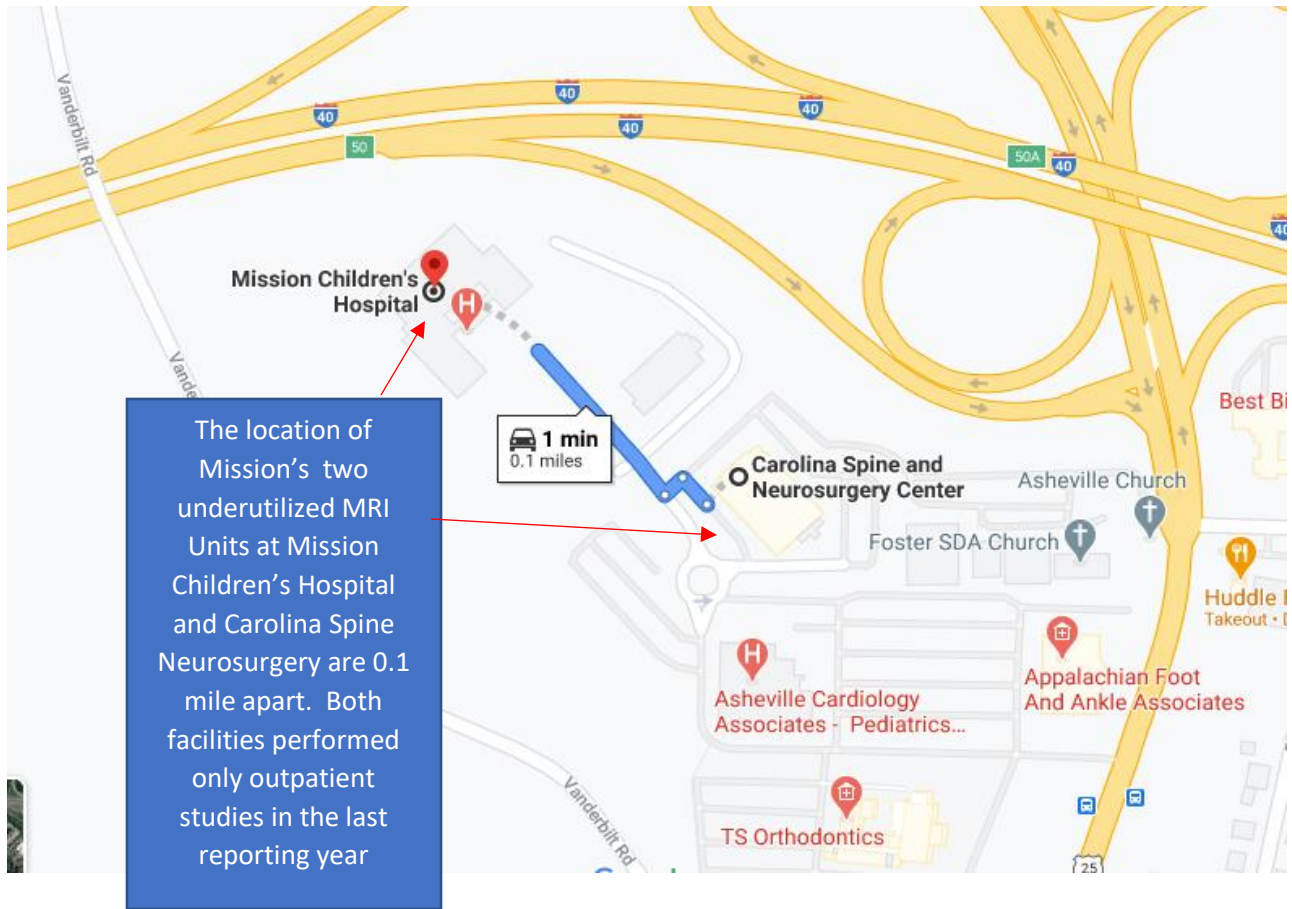 Vanderbilt Rd
40
40
40
50
50A
40
Mission Children's
Hospital
H
1 min
0.1 miles
Carolina Spine and
Neurosurgery Center
Asheville Church
Foster SDA Church
Best Bi
Huddle
Takeout •
The location of
Mission’s two
underutilized MRI
Units at Mission
Children’s Hospital
and Carolina Spine
Neurosurgery are 0.1
mile apart. Both
facilities performed
only outpatient
studies in the last
reporting year
H
Asheville Cardiology
Associates - Pediatrics...
Appalachian Foot
And Ankle Associates
TS Orthodontics
Vanderbilt Rd
25